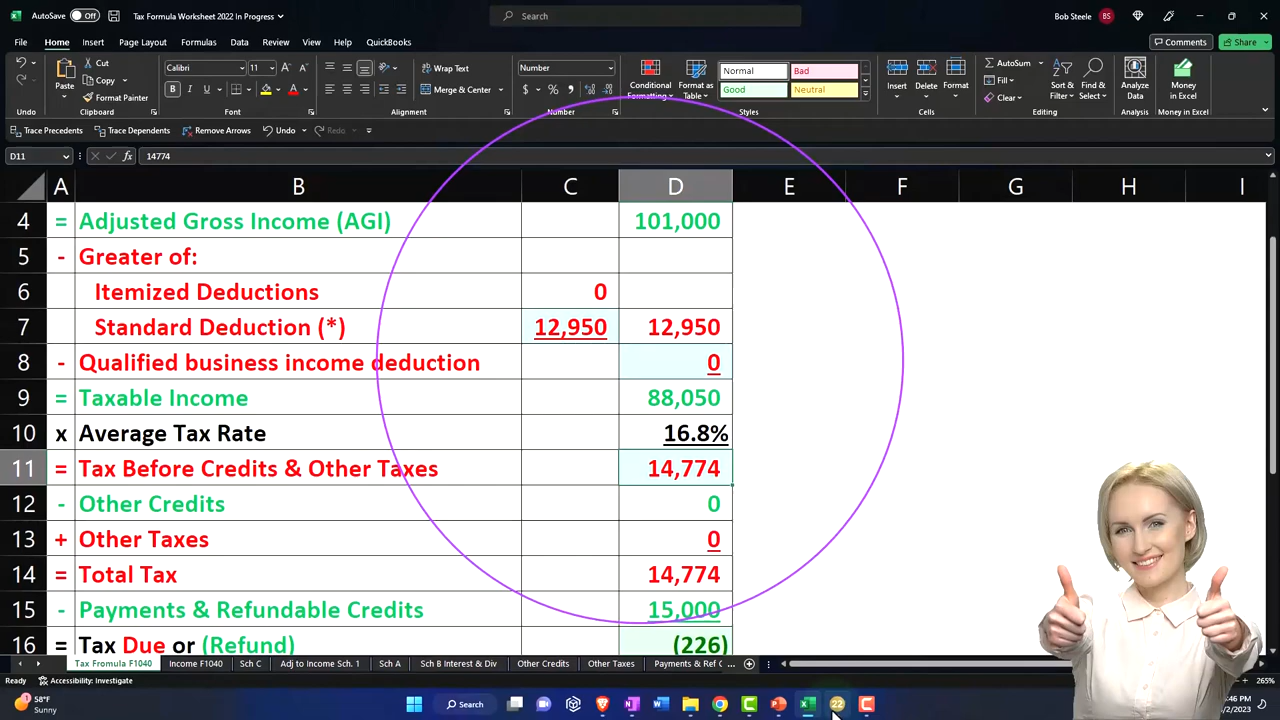 AutoSave Off Tax Formula Worksheet 2022 In Progress Search Bob Steele BS
File Home Insert Page Layout Formulas Data Review View Help QuickBooks Comments Share
Paste Cut Copy Format Painter Calibri 11 Wrap Text Merge & Center Number Conditional Formatting Format as Table Normal Bad Good Neutral Insert Delete Format AutoSum Fill Clear Sort & Filter Find & Select Analyze Data Money in Excel
Undo Clipboard Font Alignment Number Styles Cells Editing Analysis Money in Excel
Trace Precedents Trace Dependents Remove Arrows Undo Redo
D11 fx 14774
A B C D E F G H I
4 = Adjusted Gross Income (AGI) 101,000
5 - Greater of:
6 Itemized Deductions 0
7 Standard Deduction (*) 12,950 12,950
8 - Qualified business income deduction 0
9 = Taxable Income 88,050
10 x Average Tax Rate 16.8%
11 = Tax Before Credits & Other Taxes 14,774
12 - Other Credits 0
13 + Other Taxes 0
14 = Total Tax 14,774
15 - Payments & Refundable Credits 15,000
16 = Tax Due or (Refund) (226)
Tax Fromula F1040 Income F1040 Sch C Adj to Income Sch. 1 Sch A Sch B Interest & Div Other Credits Other Taxes Payments & Ref C ...
Ready Accessibility: Investigate 265%
58°F Sunny Search 22